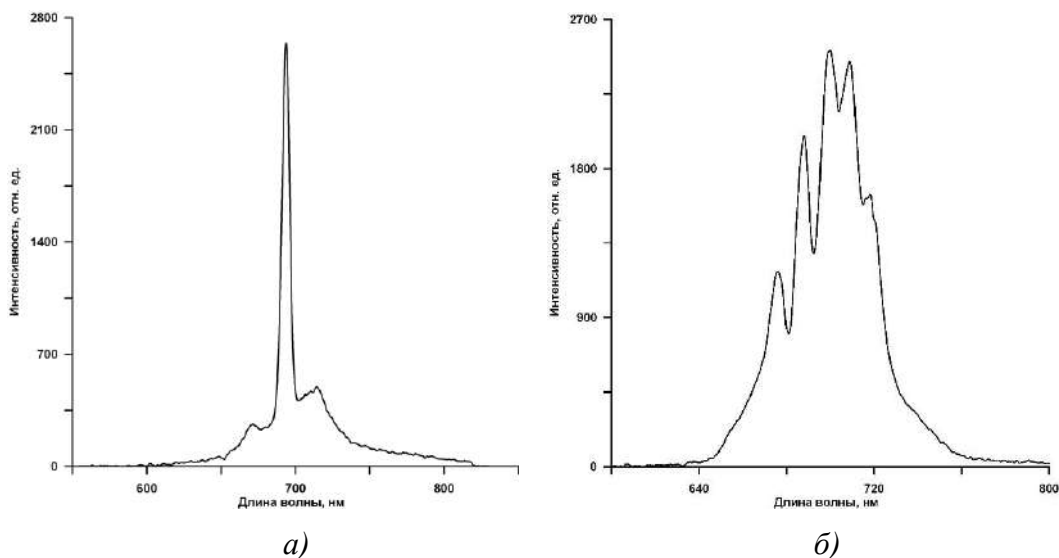 2800
2100
1400
700
0
Интенсивность, отн. ед.
600
700
800
Длина волны, нм
а)
2700
1800
900
0
Интенсивность, отн. ед.
640
720
800
Длина волны, нм
б)